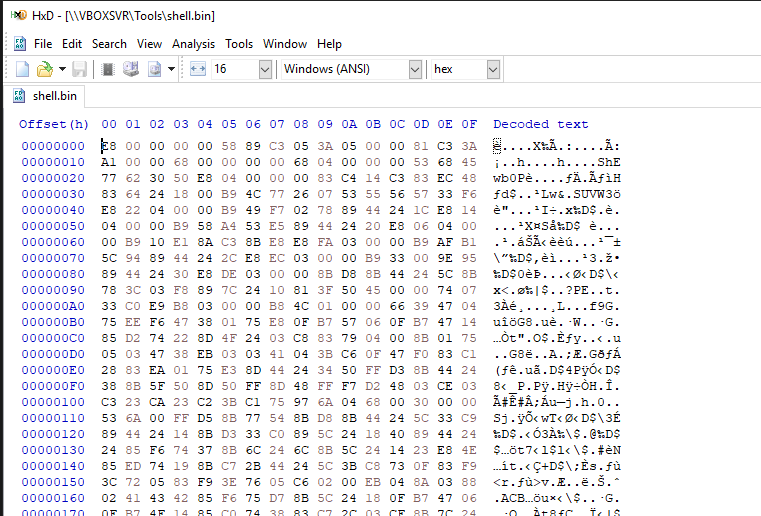 HxD - [\\VBOXSVR\Tools\shell.bin]
File Edit Search View Analysis Tools Window Help
16 Windows (ANSI) hex
shell.bin
Offset(h) 00 01 02 03 04 05 06 07 08 09 0A 0B 0C 0D 0E 0F Decoded text
00000000 E8 00 00 00 00 58 89 C3 05 3A 05 00 00 81 C3 3A è....X‰Ã.:....Ã:
00000010 A1 00 00 68 00 00 00 00 68 04 00 00 00 53 68 45 ¡..h....h....ShE
00000020 77 62 30 50 E8 04 00 00 00 83 C4 14 C3 83 EC 48 wb0Pè....ƒÄ.ÃƒìH
00000030 83 64 24 18 00 B9 4C 77 26 07 53 55 56 57 33 F6 ƒd$..¹Lw&.SUVW3ö
00000040 E8 22 04 00 00 B9 49 F7 02 78 89 44 24 1C E8 14 è"...¹I÷.x‰D$.è.
00000050 04 00 00 B9 58 A4 53 E5 89 44 24 20 E8 06 04 00 ...¹X¤Så‰D$ è...
00000060 00 B9 10 E1 8A C3 8B E8 E8 FA 03 00 00 B9 AF B1 .¹.áŠÃ‹èèú...¹¯±
00000070 5C 94 89 44 24 2C E8 EC 03 00 00 B9 33 00 9E 95 \”‰D$,èì...¹3.ž•
00000080 89 44 24 30 E8 DE 03 00 00 8B D8 8B 44 24 5C 8B ‰D$0èÞ...‹Ø‹D$\‹
00000090 78 3C 03 F8 89 7C 24 10 81 3F 50 45 00 00 74 07 x<.ø‰|$..?PE..t.
000000A0 33 C0 E9 B8 03 00 00 B8 4C 01 00 00 66 39 47 04 3Àé¸...¸L...f9G.
000000B0 75 EE F6 47 38 01 75 E8 0F B7 57 06 0F B7 47 14 uîöG8.uè.·W..·G.
000000C0 85 D2 74 22 8D 4F 24 03 C8 83 79 04 00 8B 01 75 …Òt".O$.Èƒy..‹.u
000000D0 05 03 47 38 EB 03 03 41 04 3B C6 0F 47 F0 83 C1 ..G8ë..A.;Æ.GðƒÁ
000000E0 28 83 EA 01 75 E3 8D 44 24 34 50 FF D3 8B 44 24 (ƒê.uã.D$4PÿÓ‹D$
000000F0 38 8B 5F 50 8D 50 FF 8D 48 FF F7 D2 48 03 CE 03 8‹_P.Pÿ.Hÿ÷ÒH.Î.
00000100 C3 23 CA 23 C2 3B C1 75 97 6A 04 68 00 30 00 00 Ã#Ê#Â;Áu—j.h.0..
00000110 53 6A 00 FF D5 8B 77 54 8B D8 8B 44 24 5C 33 C9 Sj.ÿÕ‹wT‹Ø‹D$\3É
00000120 89 44 24 14 8B D3 33 C0 89 5C 24 18 40 89 44 24 ‰D$.‹Ó3À‰\$.@‰D$
00000130 24 85 F6 74 37 8B 6C 24 6C 8B 5C 24 14 23 E8 4E $…öt7‹l$l‹\$.#èN
00000140 85 ED 74 19 8B C7 2B 44 24 5C 3B C8 73 0F 83 F9 …ít.‹Ç+D$\;Ès.ƒù
00000150 3C 72 05 83 F9 3E 76 05 C6 02 00 EB 04 8A 03 88 <r.ƒù>v.Æ..ë.Š.ˆ
00000160 02 41 43 42 85 F6 75 D7 8B 5C 24 18 0F B7 47 06 .ACB…öu×‹\$..·G.
00000170 0F B7 4F 14 85 C0 74 38 83 C7 2C 03 CF 8B 7C 24 .·O.…Àt8ƒÇ,.Ï‹|$